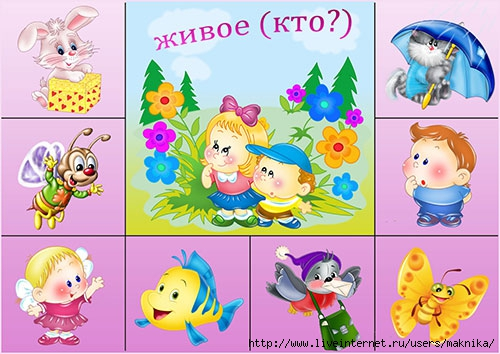 живое (кто?)
http://www.liveinternet.ru/users/maknika/